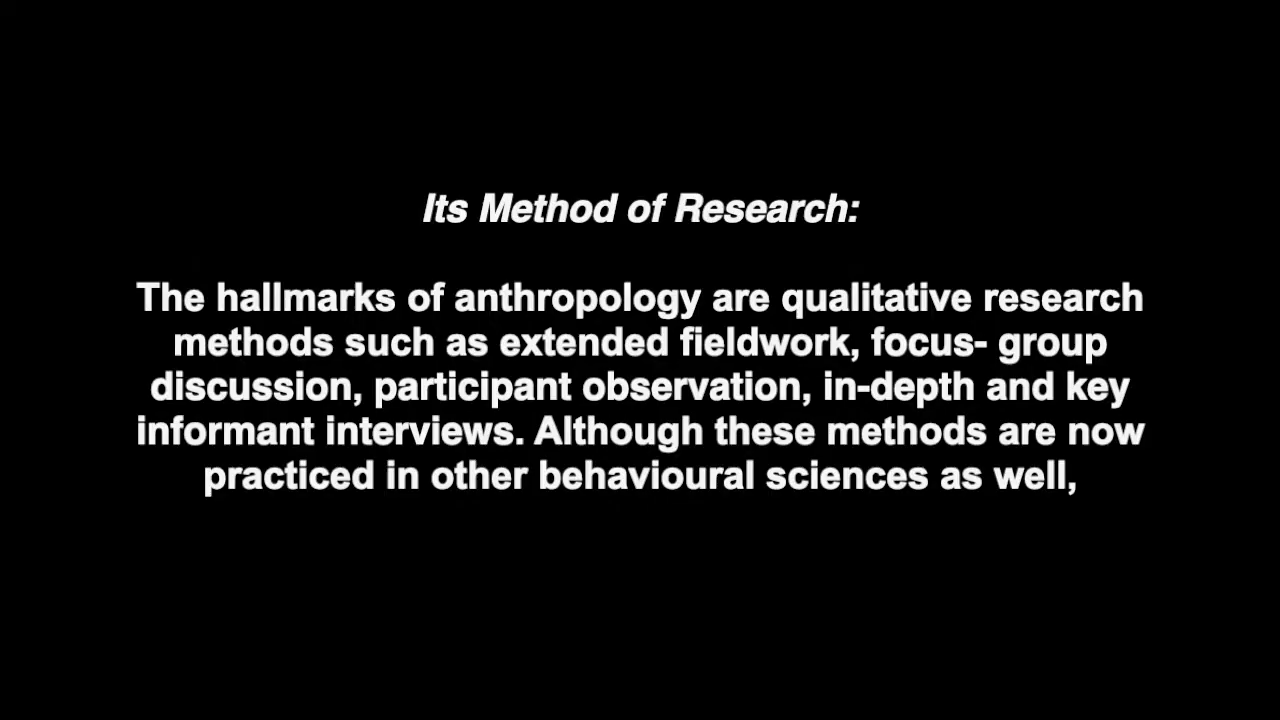 Its Method of Research:
The hallmarks of anthropology are qualitative research
methods such as extended fieldwork, focus- group
discussion, participant observation, in-depth and key
informant interviews. Although these methods are now
practiced in other behavioural sciences as well,